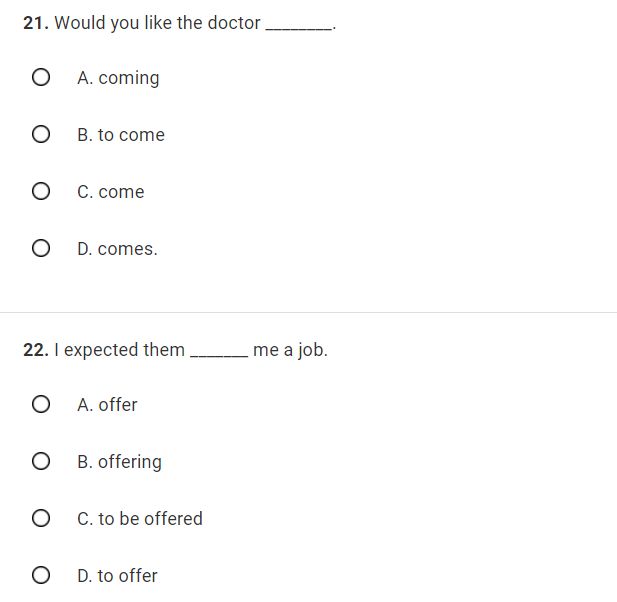 21. Would you like the doctor ________.
A. coming
B. to come
C. come
D. comes.
22. I expected them _______ me a job.
A. offer
B. offering
C. to be offered
D. to offer